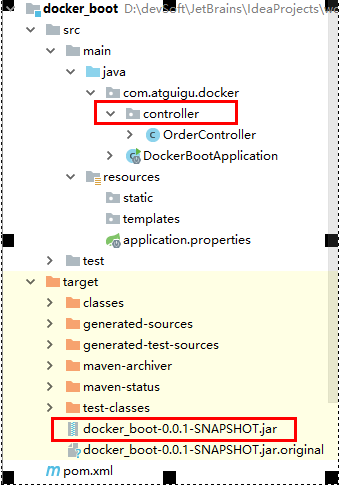 docker_boot D:\devSoft\JetBrains\IdeaProjects\
src
main
java
com.atguigu.docker
controller
OrderController
DockerBootApplication
resources
static
templates
application.properties
test
target
classes
generated-sources
generated-test-sources
maven-archiver
maven-status
test-classes
docker_boot-0.0.1-SNAPSHOT.jar
docker_boot-0.0.1-SNAPSHOT.jar.original
pom.xml